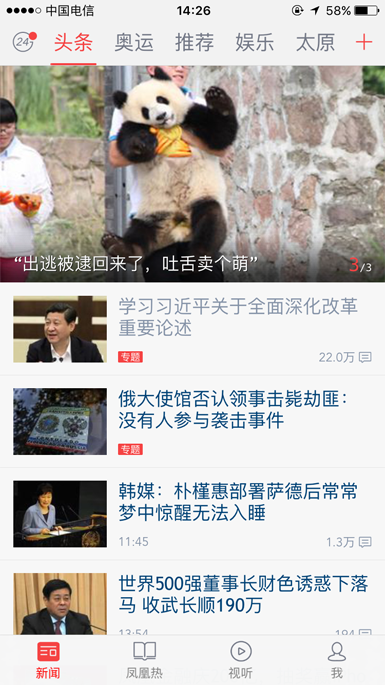 中国电信 14:26 58%
24 头条 奥运 推荐 娱乐 太原
“出逃被逮回来了，吐舌卖个萌” 3/3
学习习近平关于全面深化改革
重要论述
专题 22.0万
俄大使馆否认领事击毙劫匪：
没有人参与袭击事件
专题
韩媒：朴槿惠部署萨德后常常
梦中惊醒无法入睡
11:45 1.3万
世界500强董事长财色诱惑下落
马 收武长顺190万
13:54 194
新闻 凤凰热 视听 我